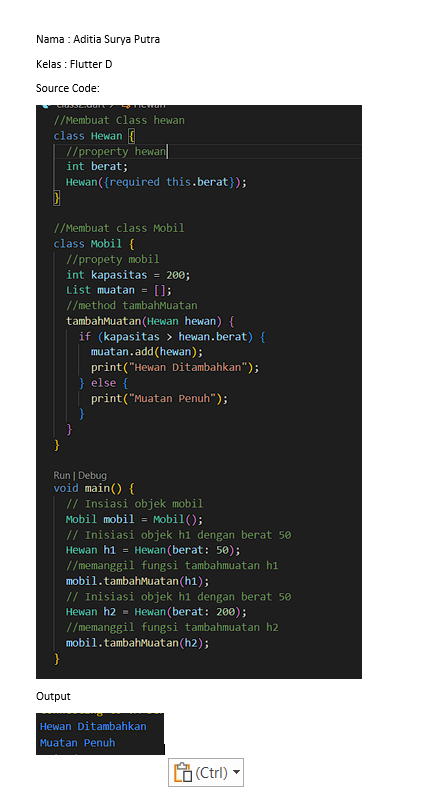 Nama : Aditia Surya Putra
Kelas : Flutter D
Source Code:
class2.dart > Hewan
//Membuat Class hewan
class Hewan {
//property hewan
int berat;
Hewan({required this.berat});
}
//Membuat class Mobil
class Mobil {
//propety mobil
int kapasitas = 200;
List muatan = [];
//method tambahMuatan
tambahMuatan(Hewan hewan) {
if (kapasitas > hewan.berat) {
muatan.add(hewan);
print("Hewan Ditambahkan");
} else {
print("Muatan Penuh");
}
}
}
Run | Debug
void main() {
// Insiasi objek mobil
Mobil mobil = Mobil();
// Inisiasi objek h1 dengan berat 50
Hewan h1 = Hewan(berat: 50);
//memanggil fungsi tambahmuatan h1
mobil.tambahMuatan(h1);
// Inisiasi objek h1 dengan berat 50
Hewan h2 = Hewan(berat: 200);
//memanggil fungsi tambahmuatan h2
mobil.tambahMuatan(h2);
}
Output
Hewan Ditambahkan
Muatan Penuh
(Ctrl)